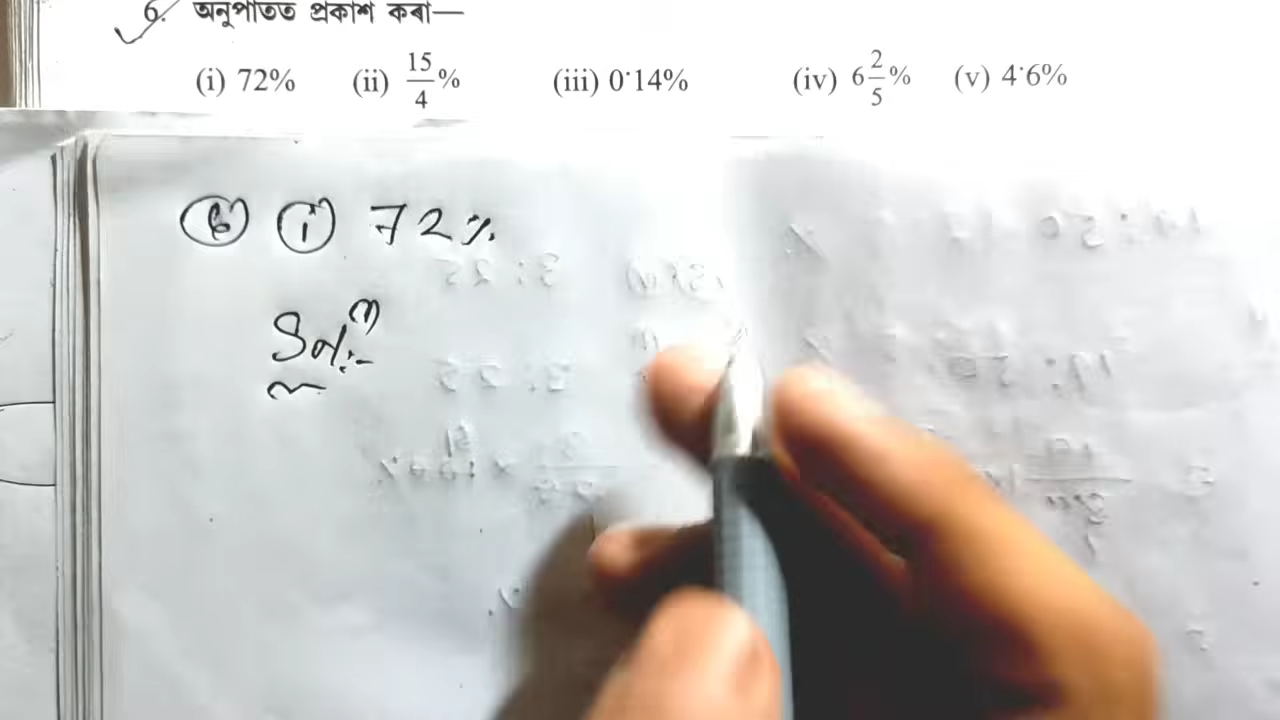 6. অনুপাতত প্ৰকাশ কৰা—
(i) 72% (ii) 15/4% (iii) 0·14% (iv) 6 2/5% (v) 4·6%
6 i 72%
Solⁿ:-